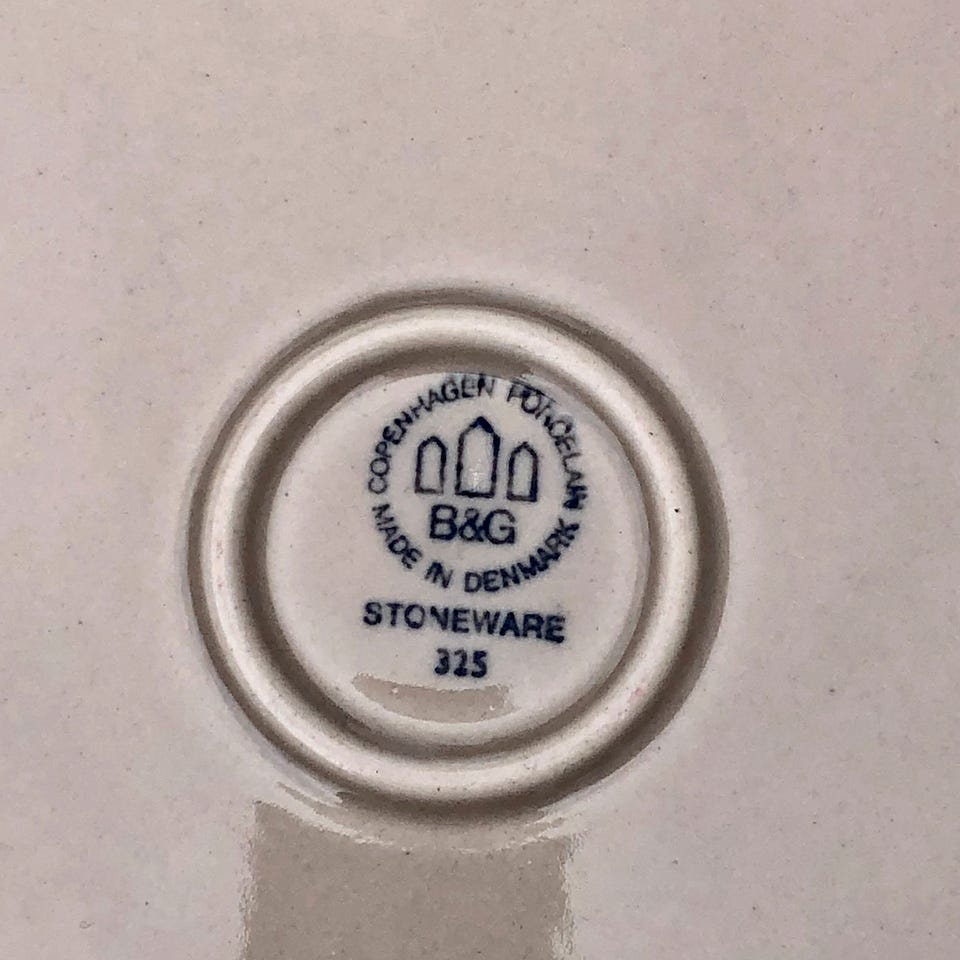 COPENHAGEN PORCELAIN
B&G
MADE IN DENMARK
STONEWARE
325